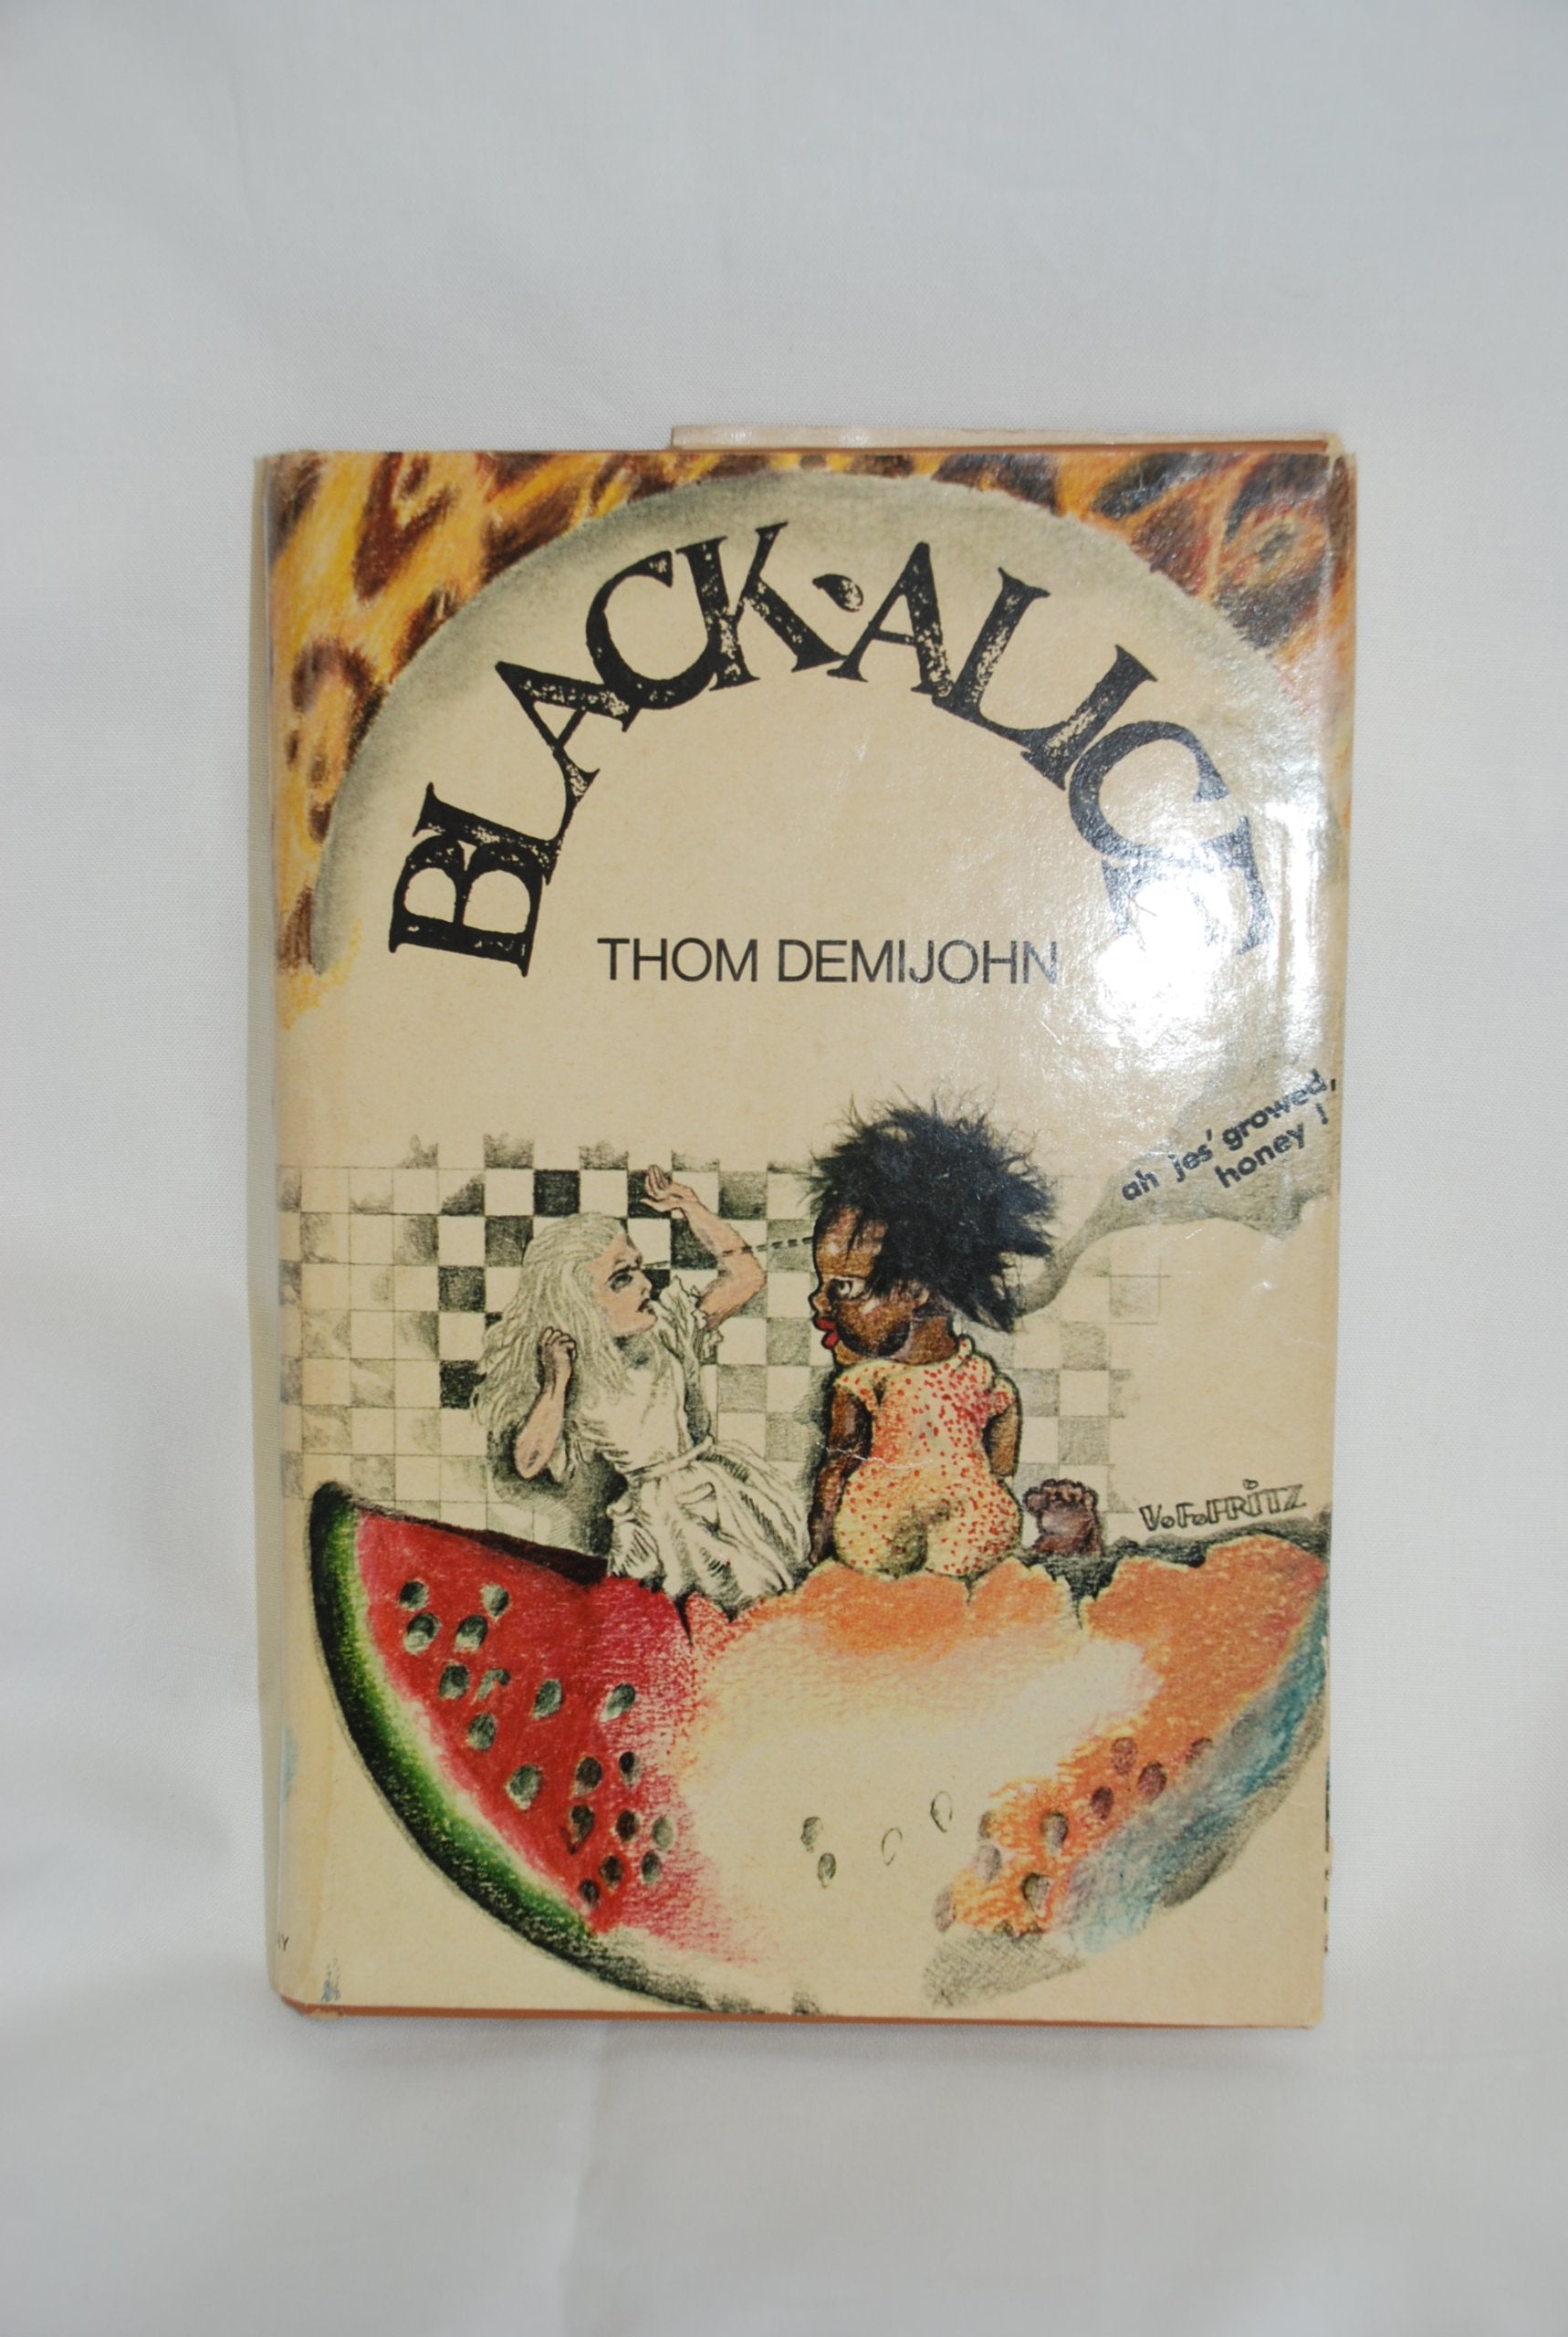 BLACK·ALICE
THOM DEMIJOHN
ah jes' growed,
honey !
V.F.FRITZ